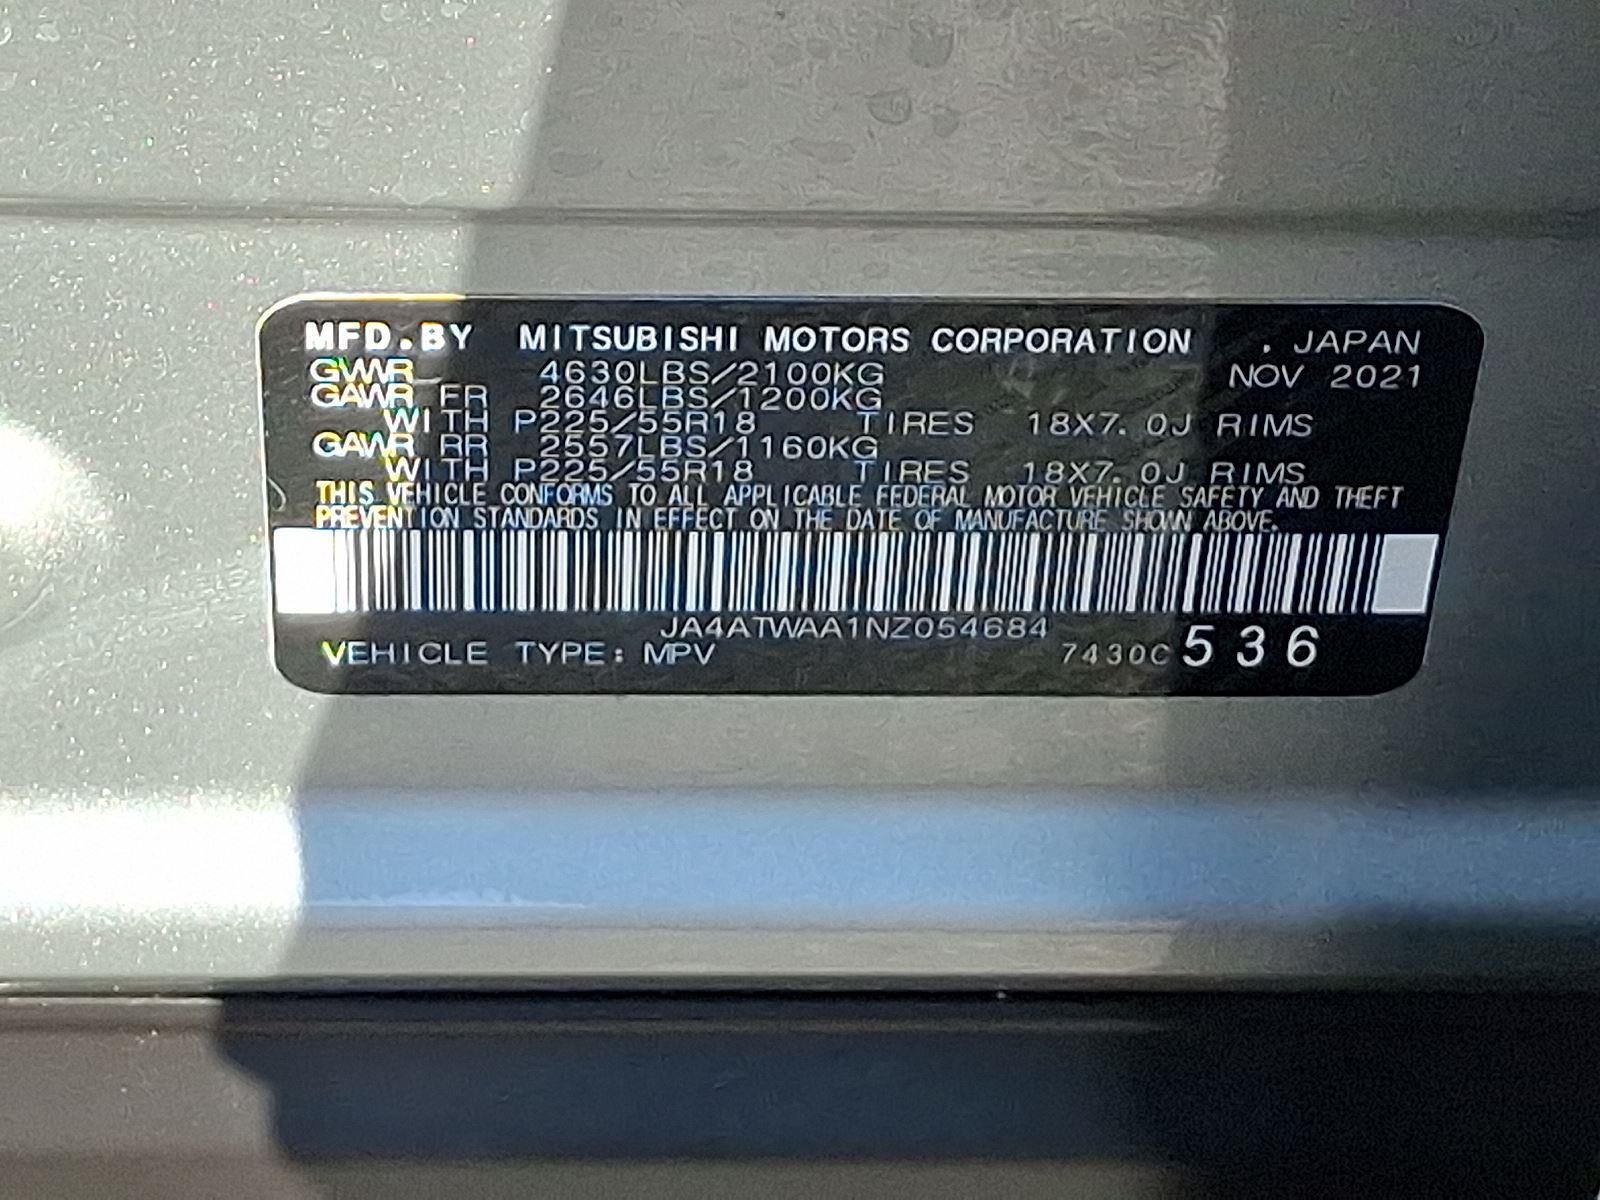 MFD.BY MITSUBISHI MOTORS CORPORATION , JAPAN
GVWR 4630LBS/2100KG NOV 2021
GAWR FR 2646LBS/1200KG
WITH P225/55R18 TIRES 18X7.0J RIMS
GAWR RR 2557LBS/1160KG
WITH P225/55R18 TIRES 18X7.0J RIMS
THIS VEHICLE CONFORMS TO ALL APPLICABLE FEDERAL MOTOR VEHICLE SAFETY AND THEFT
PREVENTION STANDARDS IN EFFECT ON THE DATE OF MANUFACTURE SHOWN ABOVE.
JA4ATWAA1NZ054684
VEHICLE TYPE: MPV 7430C 536